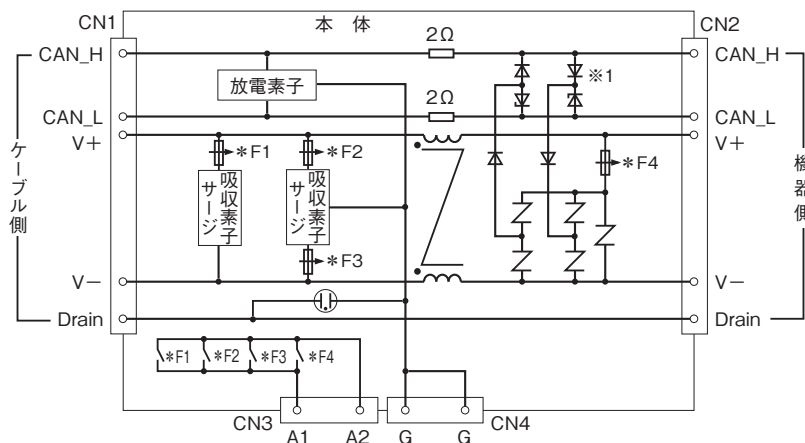 CN1
本 体
CN2
CAN_H
2Ω
CAN_H
放電素子
※1
CAN_L
2Ω
CAN_L
V+
V+
*F1
*F2
*F4
ケーブル側
サージ
吸収素子
サージ
吸収素子
機器側
*F3
V−
V−
Drain
Drain
*F1
*F2
*F3
*F4
CN3
CN4
A1
A2
G
G